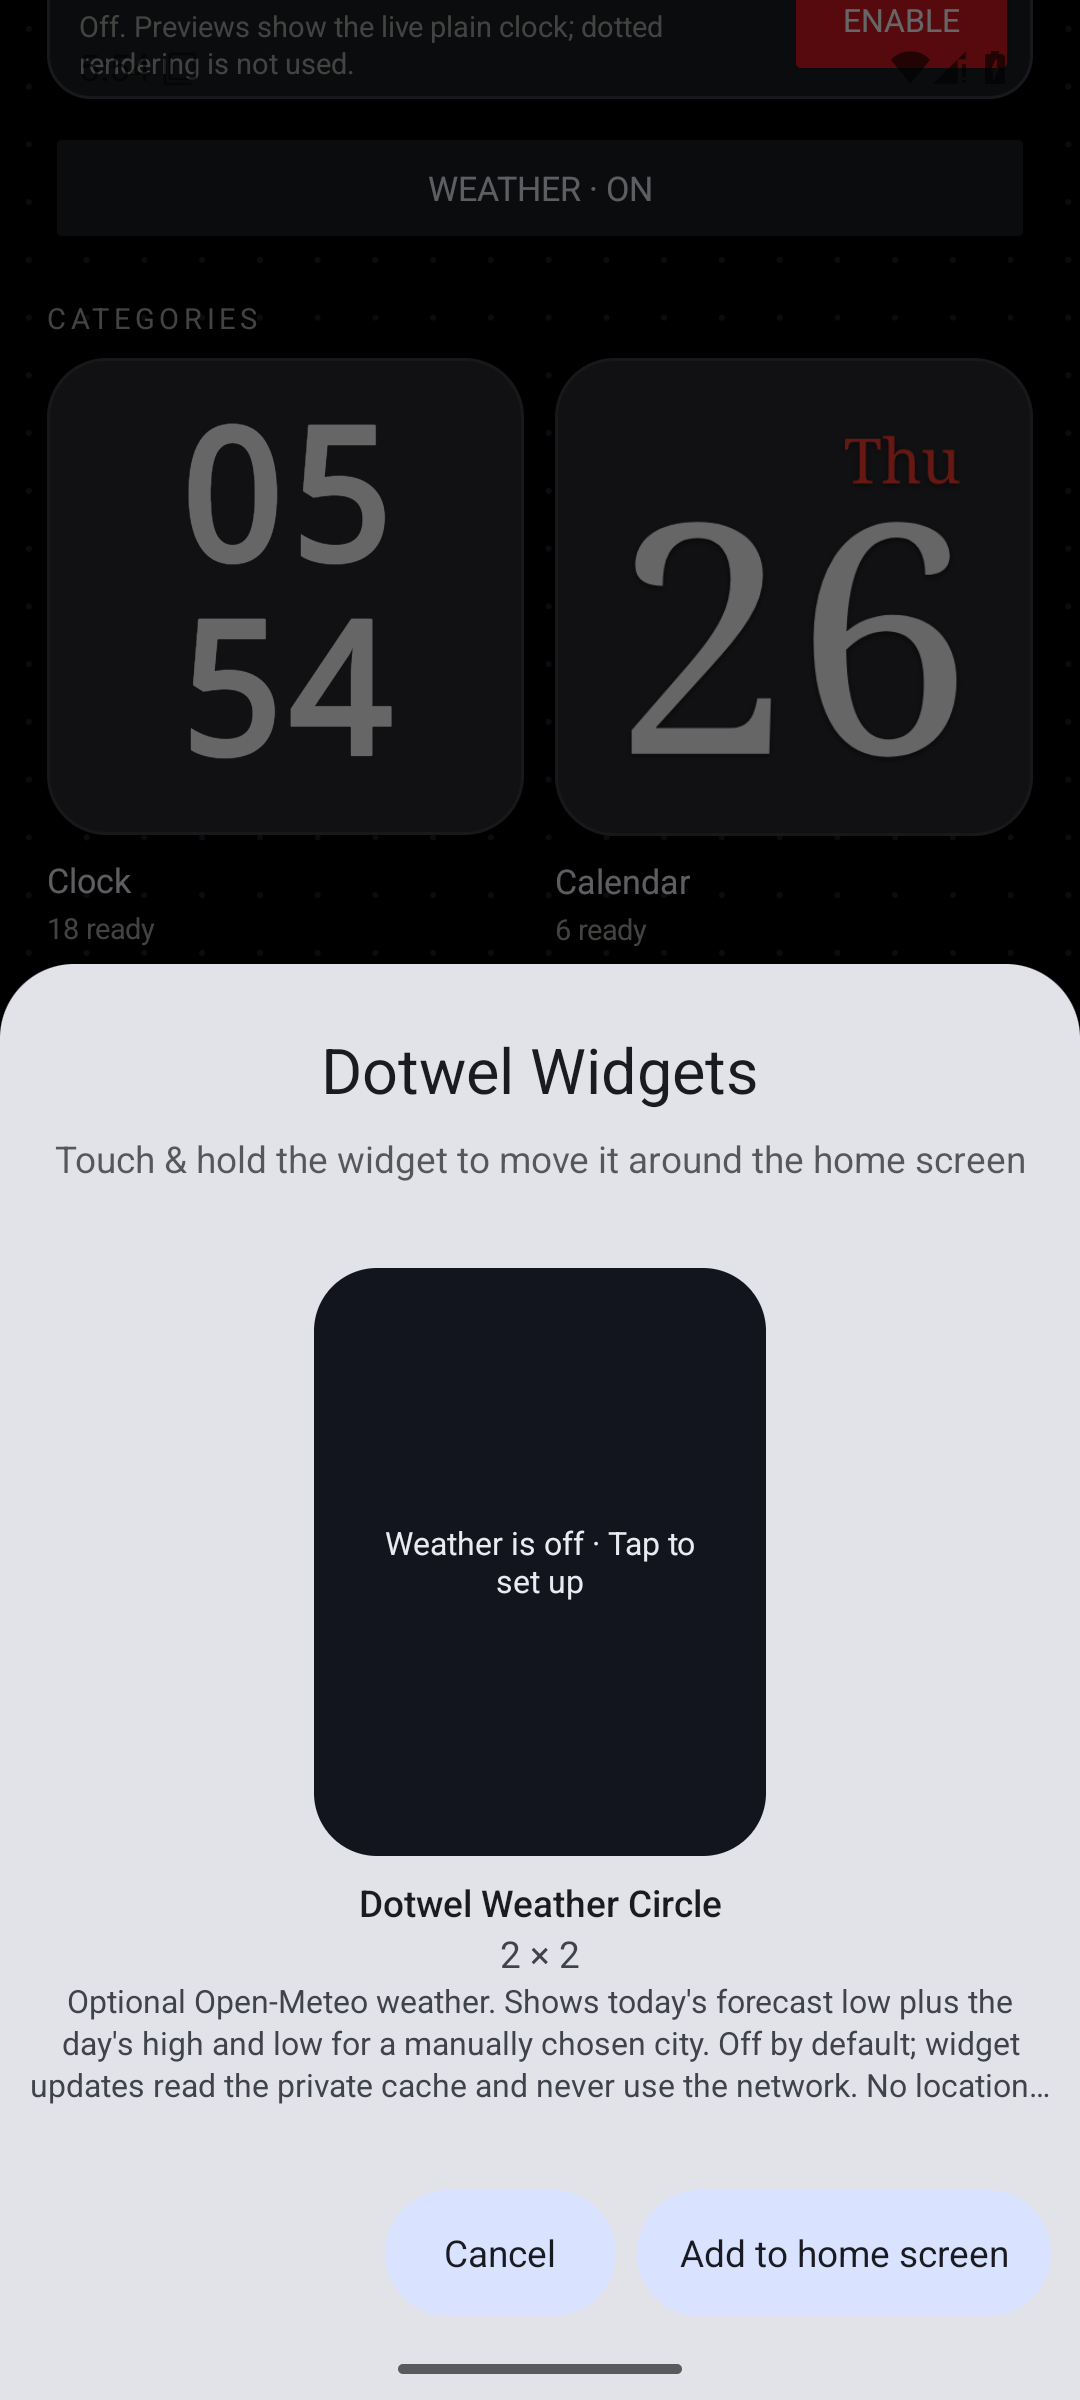 Off. Previews show the live plain clock; dotted
rendering is not used.
ENABLE
WEATHER · ON
CATEGORIES
05
54
Thu
26
Clock
18 ready
Calendar
6 ready
Dotwel Widgets
Touch & hold the widget to move it around the home screen
Weather is off · Tap to
set up
Dotwel Weather Circle
2 × 2
Optional Open-Meteo weather. Shows today's forecast low plus the
day's high and low for a manually chosen city. Off by default; widget
updates read the private cache and never use the network. No location…
Cancel
Add to home screen